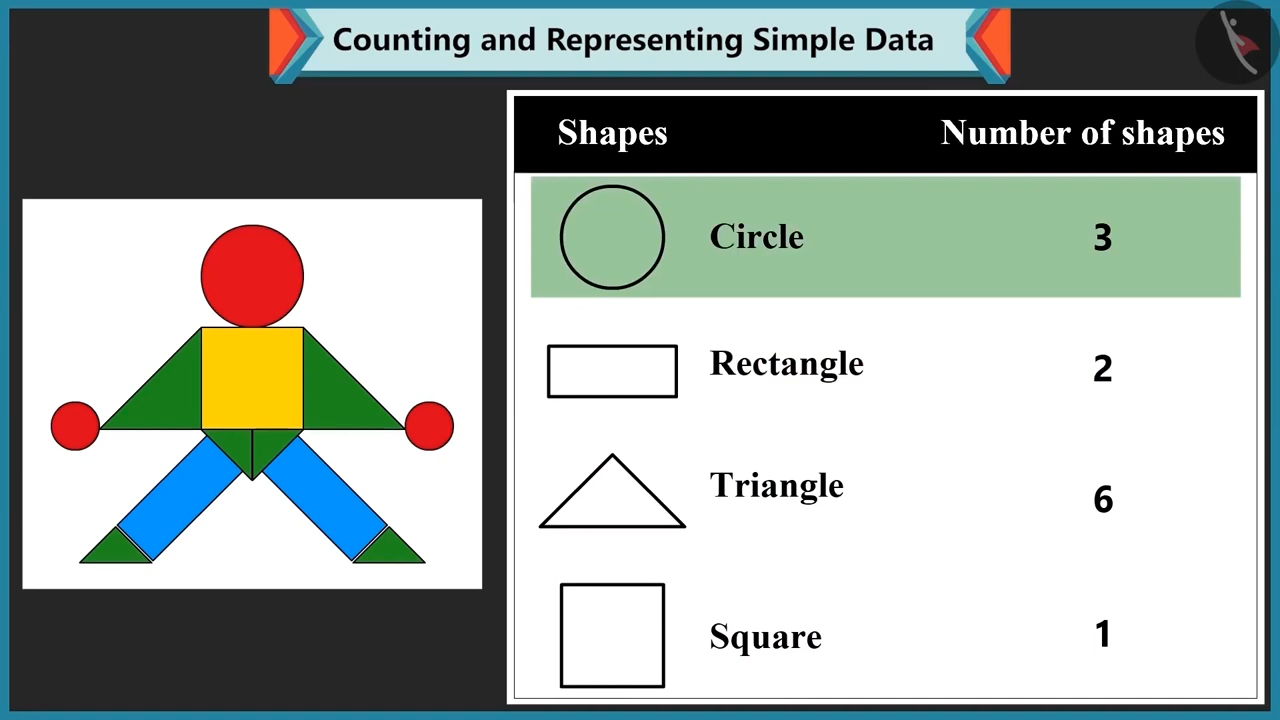 Counting and Representing Simple Data
Shapes Number of shapes
Circle 3
Rectangle 2
Triangle 6
Square 1